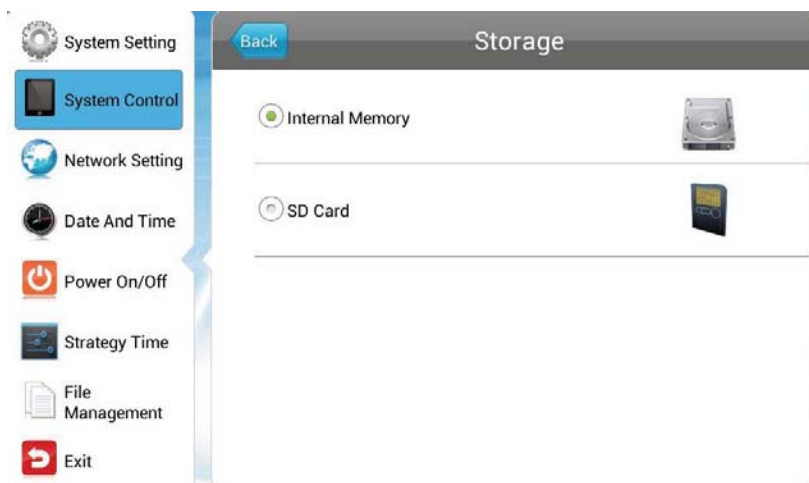 System Setting
System Control
Network Setting
Date And Time
Power On/Off
Strategy Time
File
Management
Exit
Back
Storage
Internal Memory
SD Card